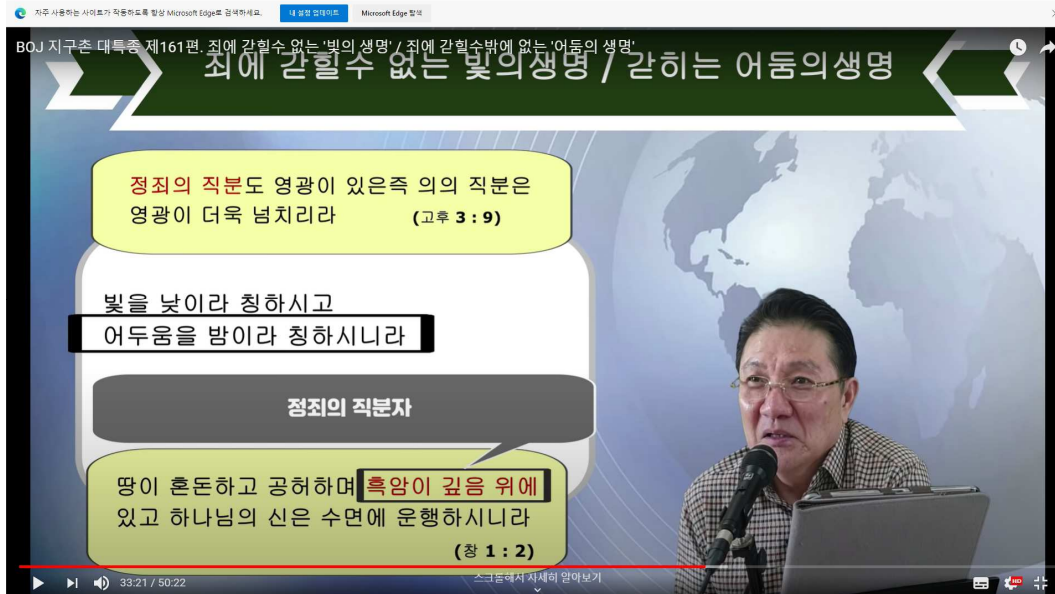 자주 사용하는 사이트가 작동하도록 항상 Microsoft Edge로 검색하세요. 내 설정 업데이트 Microsoft Edge 탐색
BOJ 지구촌 대특종 제161편. 죄에 갇힐수 없는 '빛의 생명' / 죄에 갇힐수밖에 없는 '어둠의 생명'
죄에 갇힐수 없는 빛의생명 / 갇히는 어둠의생명
정죄의 직분도 영광이 있은즉 의의 직분은
영광이 더욱 넘치리라 (고후 3 : 9)
빛을 낮이라 칭하시고
어두움을 밤이라 칭하시니라
정죄의 직분자
땅이 혼돈하고 공허하며 흑암이 깊음 위에
있고 하나님의 신은 수면에 운행하시니라
(창 1 : 2)
33:21 / 50:22
스크롤해서 자세히 알아보기
HD